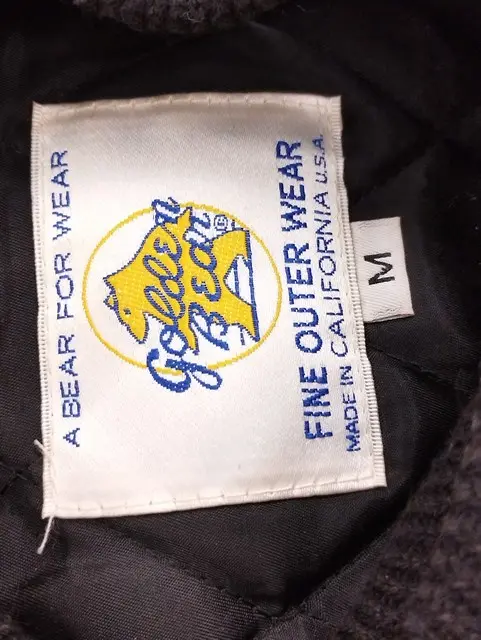 A BEAR FOR WEAR
Golden
Bear®
FINE OUTER WEAR
MADE IN CALIFORNIA U.S.A.
M